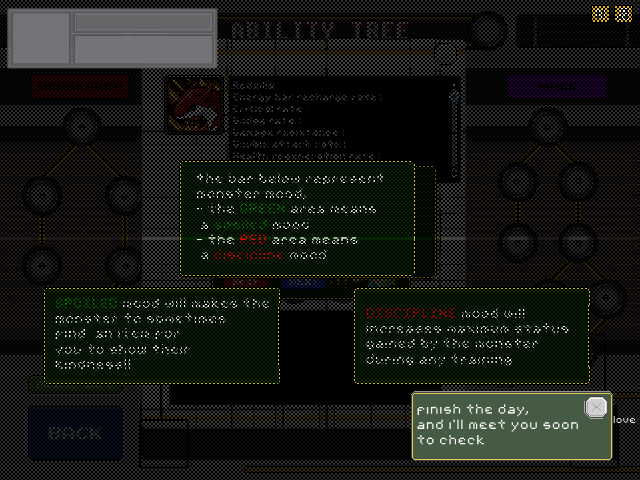 ABILITY TREE
Energy bar recharge rate:
Critical rate
Dodge rate:
Damage resistance:
Double attack rate:
Health regeneration rate:
the bar below represent
monster mood,
- the GREEN area means
a spoiled mood
- the RED area means
a discipline mood
NEXT
SPOILED mood will makes the
monster to sometimes
find an item for
you to show their
kindness!!
DISCIPLINE mood will
increases maximum status
gained by the monster
during any training
finish the day,
and i'll meet you soon
to check
love
BACK